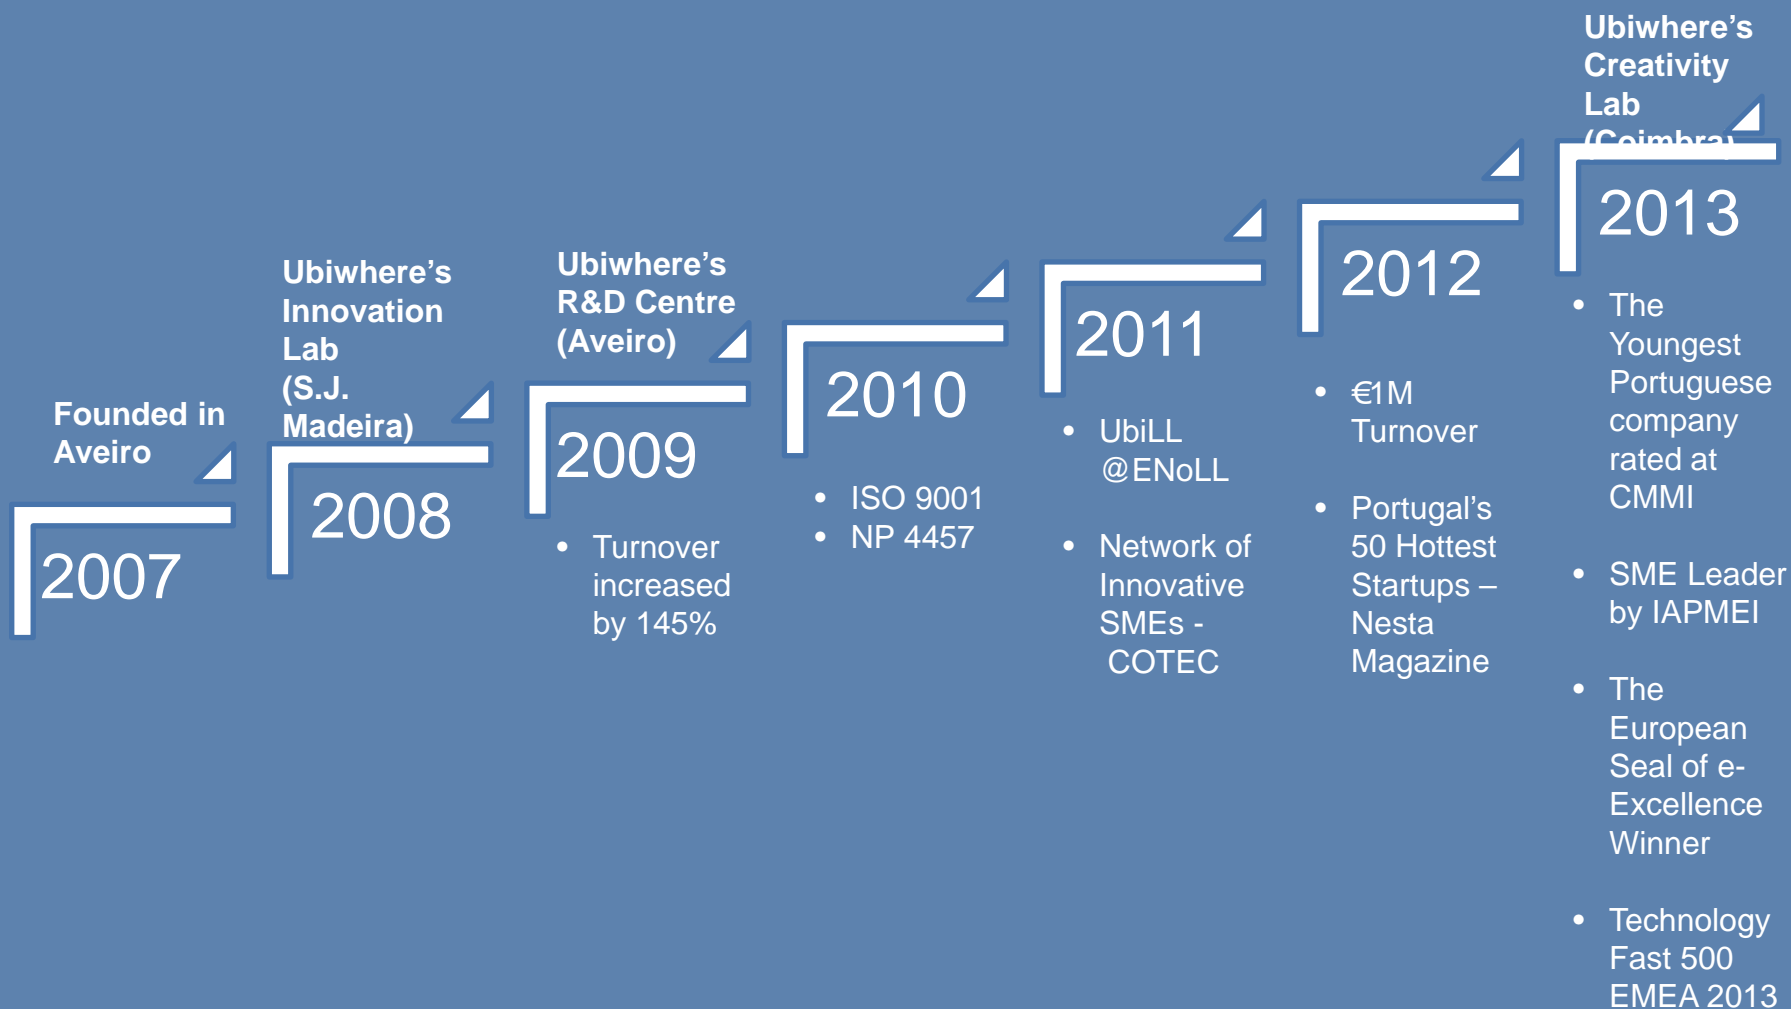 Founded in
Aveiro
2007
Ubiwhere’s
Innovation
Lab
(S.J.
Madeira)
2008
Ubiwhere’s
R&D Centre
(Aveiro)
2009
• Turnover
increased
by 145%
2010
• ISO 9001
• NP 4457
2011
• UbiLL
@ENoLL
• Network of
Innovative
SMEs -
COTEC
2012
• €1M
Turnover
• Portugal’s
50 Hottest
Startups –
Nesta
Magazine
Ubiwhere’s
Creativity
Lab
(Coimbra)
2013
• The
Youngest
Portuguese
company
rated at
CMMI
• SME Leader
by IAPMEI
• The
European
Seal of e-
Excellence
Winner
• Technology
Fast 500
EMEA 2013